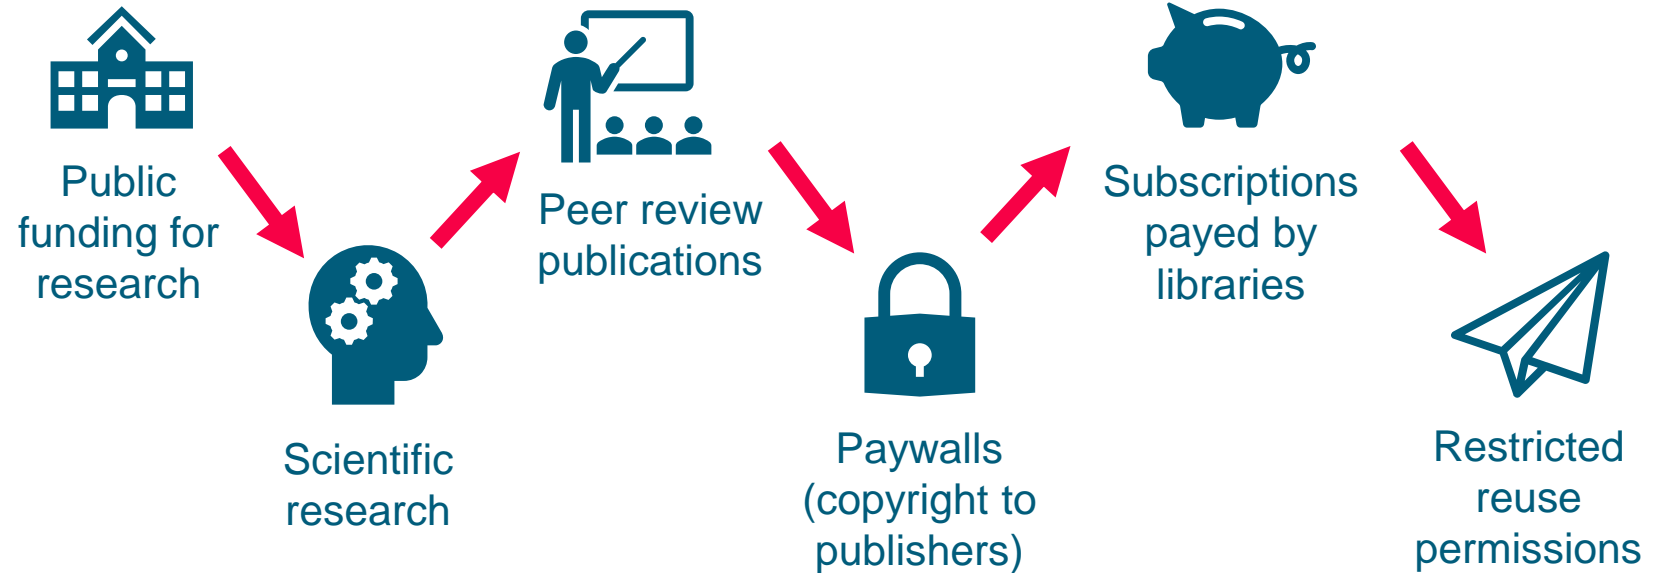 Public
funding for
research
Scientific
research
Peer review
publications
Paywalls
(copyright to
publishers)
Subscriptions
payed by
libraries
Restricted
reuse
permissions